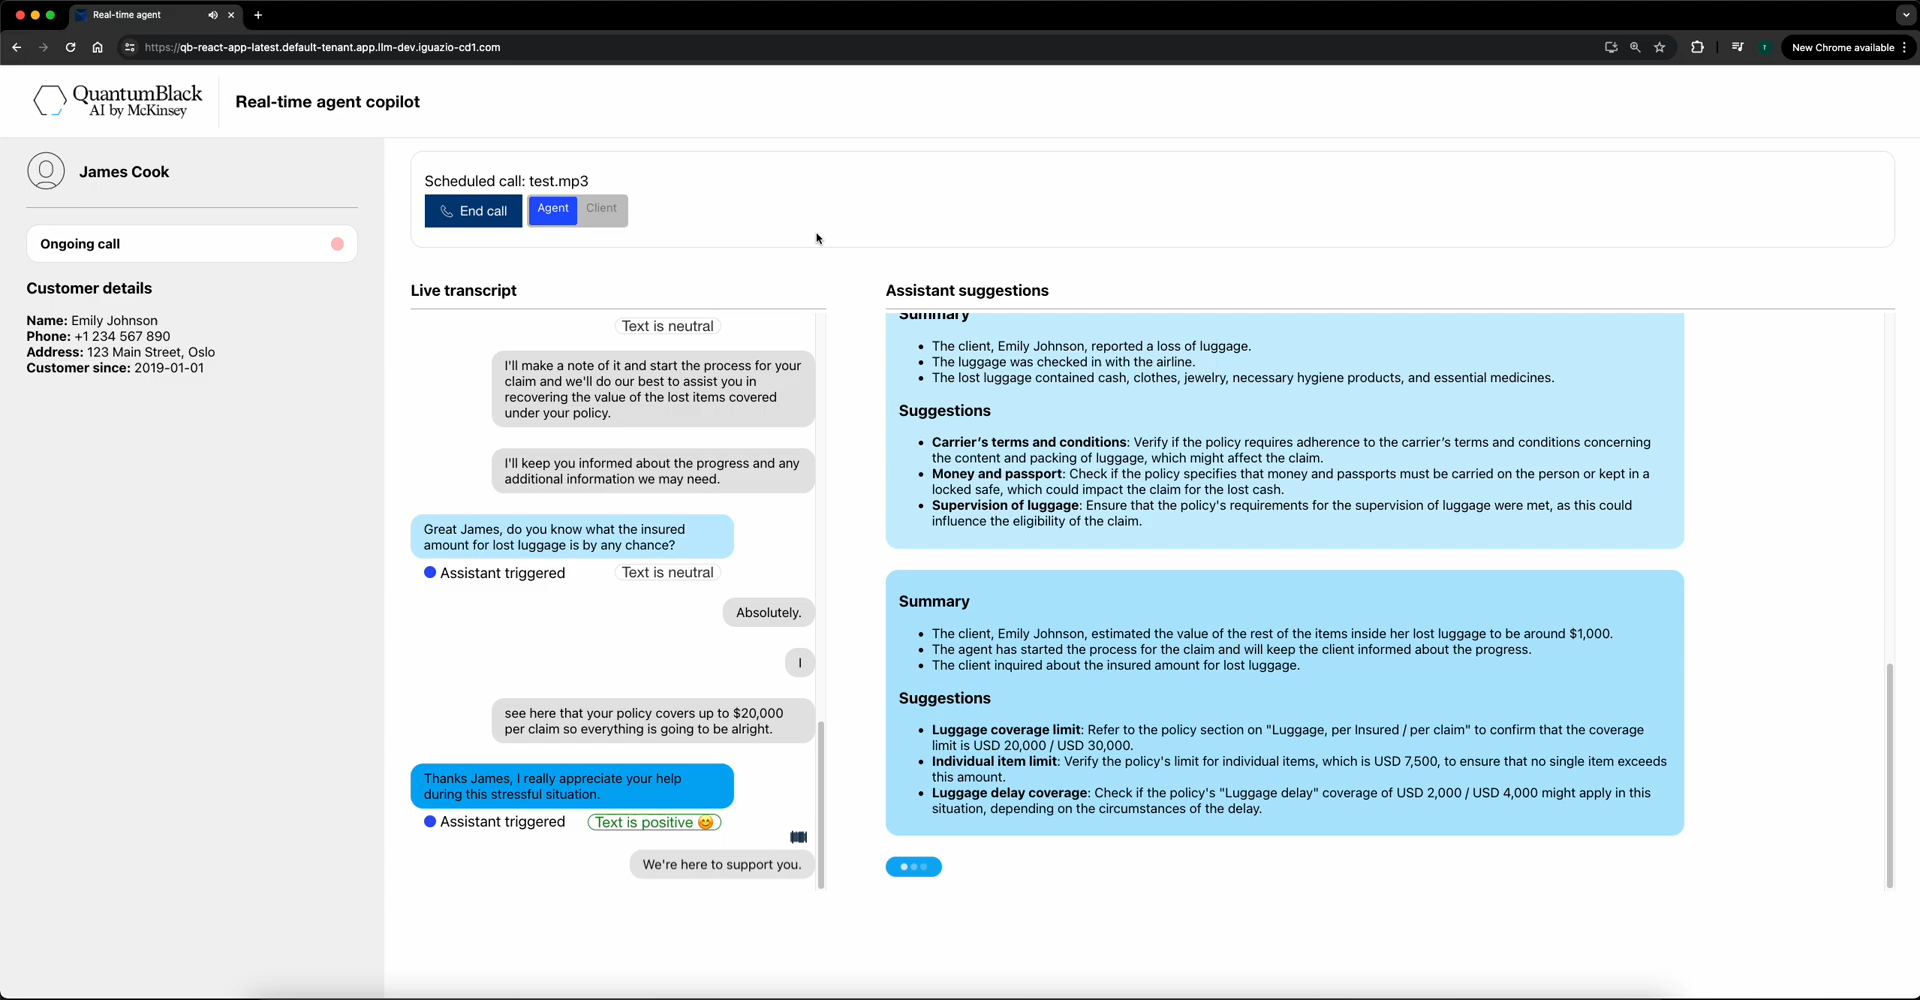 Real-time agent
https://qb-react-app-latest.default-tenant.app.llm-dev.iguazio-cd1.com
New Chrome available
QuantumBlack
AI by McKinsey
Real-time agent copilot
James Cook
Ongoing call
Customer details
Name: Emily Johnson
Phone: +1 234 567 890
Address: 123 Main Street, Oslo
Customer since: 2019-01-01
Scheduled call: test.mp3
End call
Agent
Client
Live transcript
Text is neutral
I'll make a note of it and start the process for your
claim and we'll do our best to assist you in
recovering the value of the lost items covered
under your policy.
I'll keep you informed about the progress and any
additional information we may need.
Great James, do you know what the insured
amount for lost luggage is by any chance?
Assistant triggered
Text is neutral
Absolutely.
I
see here that your policy covers up to $20,000
per claim so everything is going to be alright.
Thanks James, I really appreciate your help
during this stressful situation.
Assistant triggered
Text is positive 😊
We're here to support you.
Assistant suggestions
Summary
• The client, Emily Johnson, reported a loss of luggage.
• The luggage was checked in with the airline.
• The lost luggage contained cash, clothes, jewelry, necessary hygiene products, and essential medicines.
Suggestions
• Carrier's terms and conditions: Verify if the policy requires adherence to the carrier's terms and conditions concerning
the content and packing of luggage, which might affect the claim.
• Money and passport: Check if the policy specifies that money and passports must be carried on the person or kept in a
locked safe, which could impact the claim for the lost cash.
• Supervision of luggage: Ensure that the policy's requirements for the supervision of luggage were met, as this could
influence the eligibility of the claim.
Summary
• The client, Emily Johnson, estimated the value of the rest of the items inside her lost luggage to be around $1,000.
• The agent has started the process for the claim and will keep the client informed about the progress.
• The client inquired about the insured amount for lost luggage.
Suggestions
• Luggage coverage limit: Refer to the policy section on "Luggage, per Insured / per claim" to confirm that the coverage
limit is USD 20,000 / USD 30,000.
• Individual item limit: Verify the policy's limit for individual items, which is USD 7,500, to ensure that no single item exceeds
this amount.
• Luggage delay coverage: Check if the policy's "Luggage delay" coverage of USD 2,000 / USD 4,000 might apply in this
situation, depending on the circumstances of the delay.